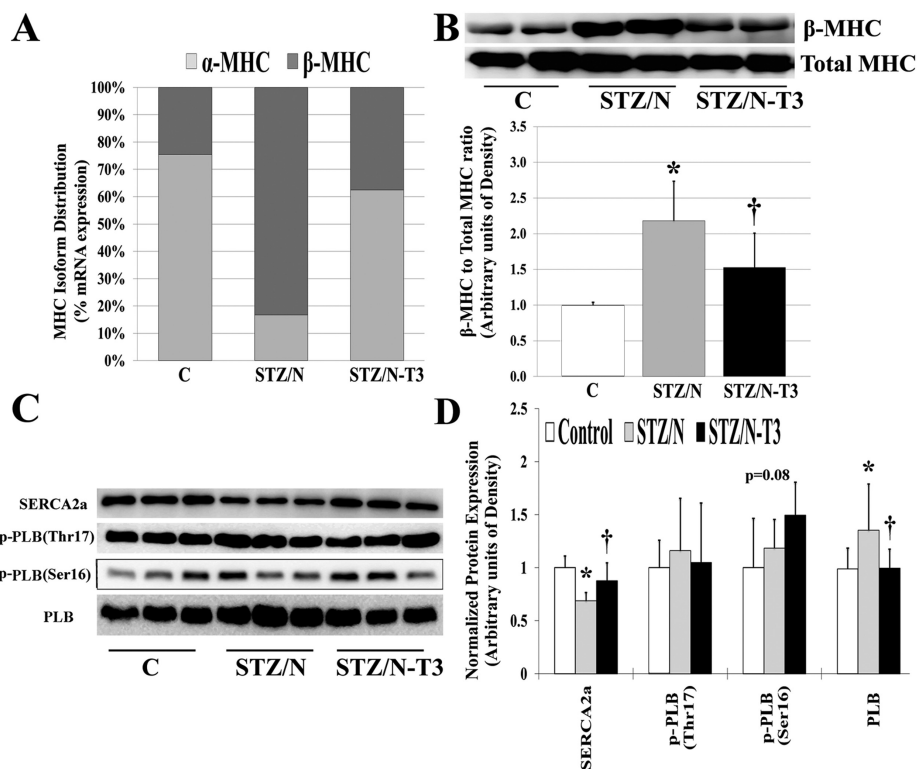 A
α-MHC β-MHC
MHC Isoform Distribution
(% mRNA expression)
100%
90%
80%
70%
60%
50%
40%
30%
20%
10%
0%
C STZ/N STZ/N-T3
B
β-MHC
Total MHC
C STZ/N STZ/N-T3
β-MHC to Total MHC ratio
(Arbitrary units of Density)
3.5
3.0
2.5
2.0
1.5
1.0
0.5
0.0
*
†
C STZ/N STZ/N-T3
C
SERCA2a
p-PLB(Thr17)
p-PLB(Ser16)
PLB
C STZ/N STZ/N-T3
D
Control STZ/N STZ/N-T3
Normalized Protein Expression
(Arbitrary units of Density)
2.5
2
1.5
1
0.5
0
*
†
p=0.08
*
†
SERCA2a
p-PLB
(Thr17)
p-PLB
(Ser16)
PLB